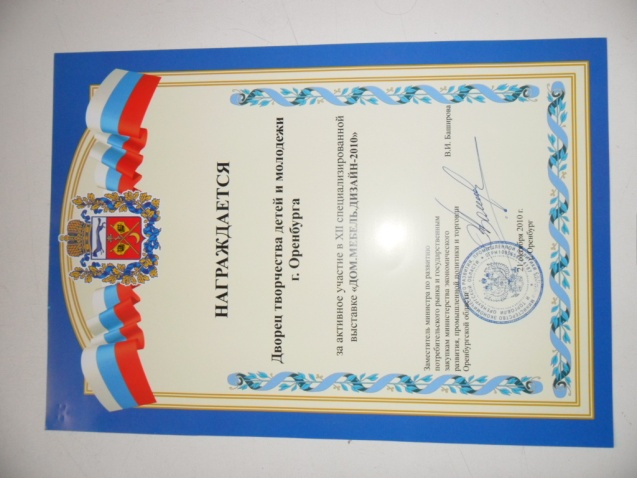 НАГРАЖДАЕТСЯ
Дворец творчества детей и молодежи
г. Оренбурга
за активное участие в XII специализированной
выставке «ДОМ.МЕБЕЛЬ.ДИЗАЙН-2010»
Заместитель министра по развитию
потребительского рынка и государственным
закупкам министерства экономического
развития, промышленной политики и торговли
Оренбургской области
В.И. Баширова
2010 г.
Оренбург